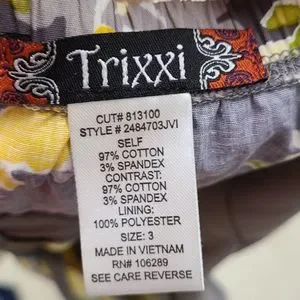 Trixxi
CUT# 813100
STYLE # 2484703JVI
SELF
97% COTTON
3% SPANDEX
CONTRAST:
97% COTTON
3% SPANDEX
LINING:
100% POLYESTER
SIZE: 3
MADE IN VIETNAM
RN# 106289
SEE CARE REVERSE